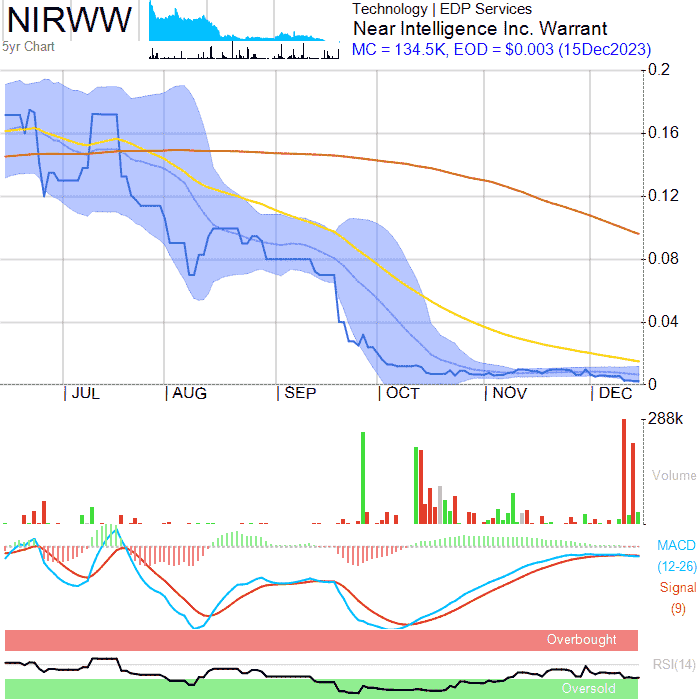 NIRWW
5yr Chart
Technology | EDP Services
Near Intelligence Inc. Warrant
MC = 134.5K, EOD = $0.003 (15Dec2023)
0.2
0.16
0.12
0.08
0.04
0
| JUL | AUG | SEP | OCT | NOV | DEC
288k
Volume
MACD
(12-26)
Signal
(9)
Overbought
RSI(14)
Oversold